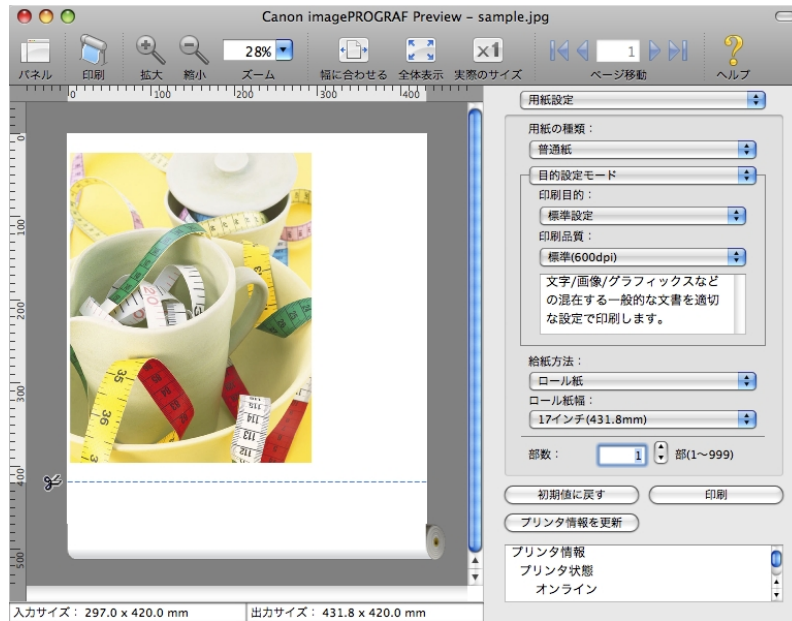 Canon imagePROGRAF Preview – sample.jpg
28%
1
パネル 印刷 拡大 縮小 ズーム 幅に合わせる 全体表示 実際のサイズ ページ移動 ヘルプ
0 100 200 300 400
0
100
200
300
400
500
用紙設定
用紙の種類：
普通紙
目的設定モード
印刷目的：
標準設定
印刷品質：
標準(600dpi)
文字/画像/グラフィックスなど
の混在する一般的な文書を適切
な設定で印刷します。
給紙方法：
ロール紙
ロール紙幅：
17インチ(431.8mm)
部数： 1 部(1〜999)
初期値に戻す 印刷
プリンタ情報を更新
プリンタ情報
プリンタ状態
オンライン
35
36
20
115
114
113
112
入力サイズ： 297.0 x 420.0 mm 出力サイズ： 431.8 x 420.0 mm